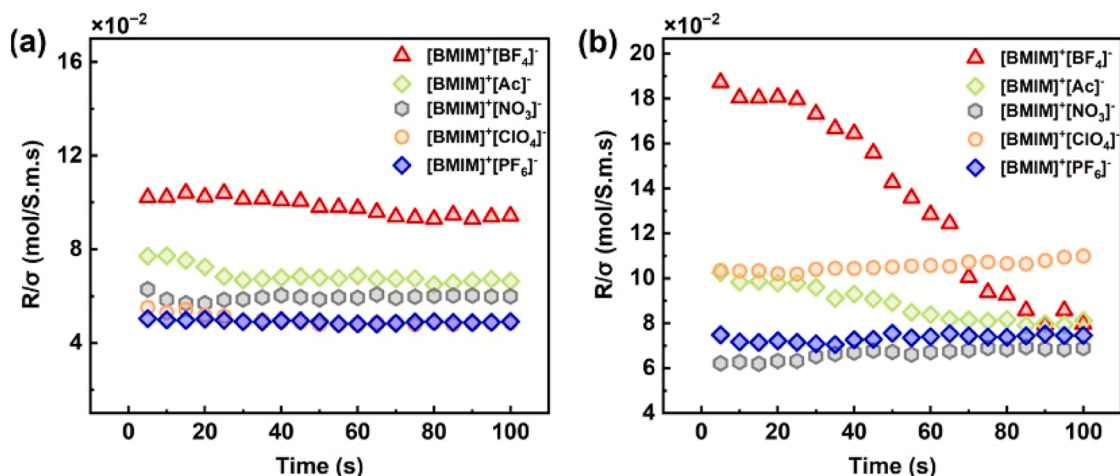 (a)
×10⁻²
16
12
8
4
R/σ (mol/S.m.s)
[BMIM]⁺[BF₄]⁻
[BMIM]⁺[Ac]⁻
[BMIM]⁺[NO₃]⁻
[BMIM]⁺[ClO₄]⁻
[BMIM]⁺[PF₆]⁻
0 20 40 60 80 100
Time (s)
(b)
×10⁻²
20
18
16
14
12
10
8
6
4
R/σ (mol/S.m.s)
[BMIM]⁺[BF₄]⁻
[BMIM]⁺[Ac]⁻
[BMIM]⁺[NO₃]⁻
[BMIM]⁺[ClO₄]⁻
[BMIM]⁺[PF₆]⁻
0 20 40 60 80 100
Time (s)